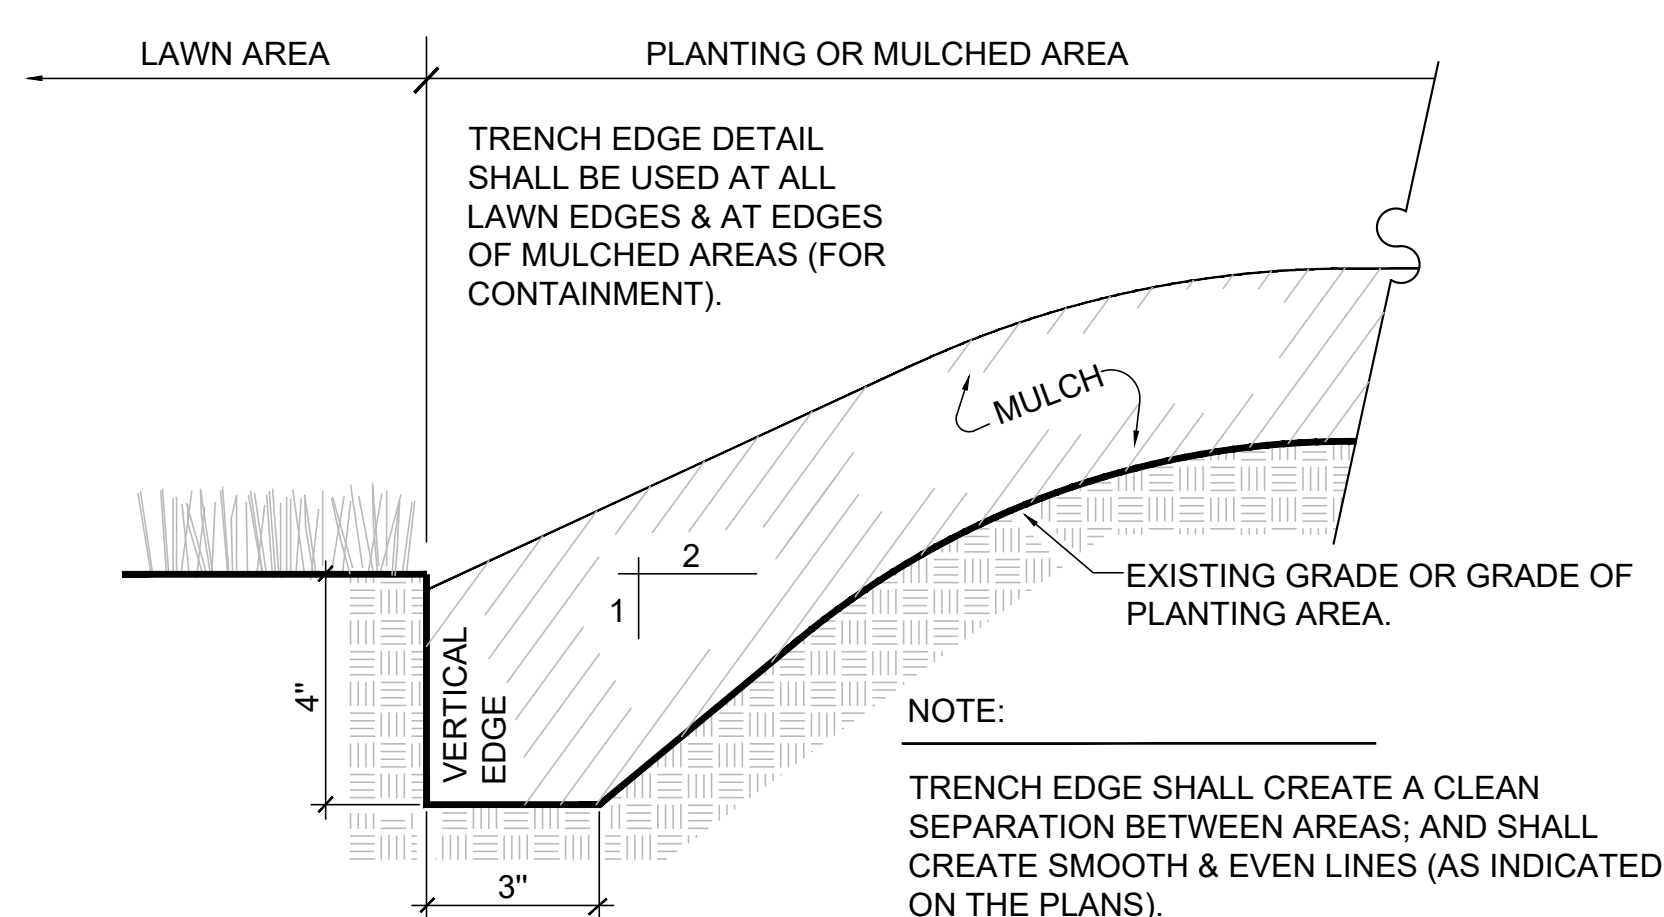 LAWN AREA
PLANTING OR MULCHED AREA
TRENCH EDGE DETAIL
SHALL BE USED AT ALL
LAWN EDGES & AT EDGES
OF MULCHED AREAS (FOR
CONTAINMENT).
MULCH
2
1
EXISTING GRADE OR GRADE OF
PLANTING AREA.
4"
VERTICAL
EDGE
3"
NOTE:
TRENCH EDGE SHALL CREATE A CLEAN
SEPARATION BETWEEN AREAS; AND SHALL
CREATE SMOOTH & EVEN LINES (AS INDICATED
ON THE PLANS).